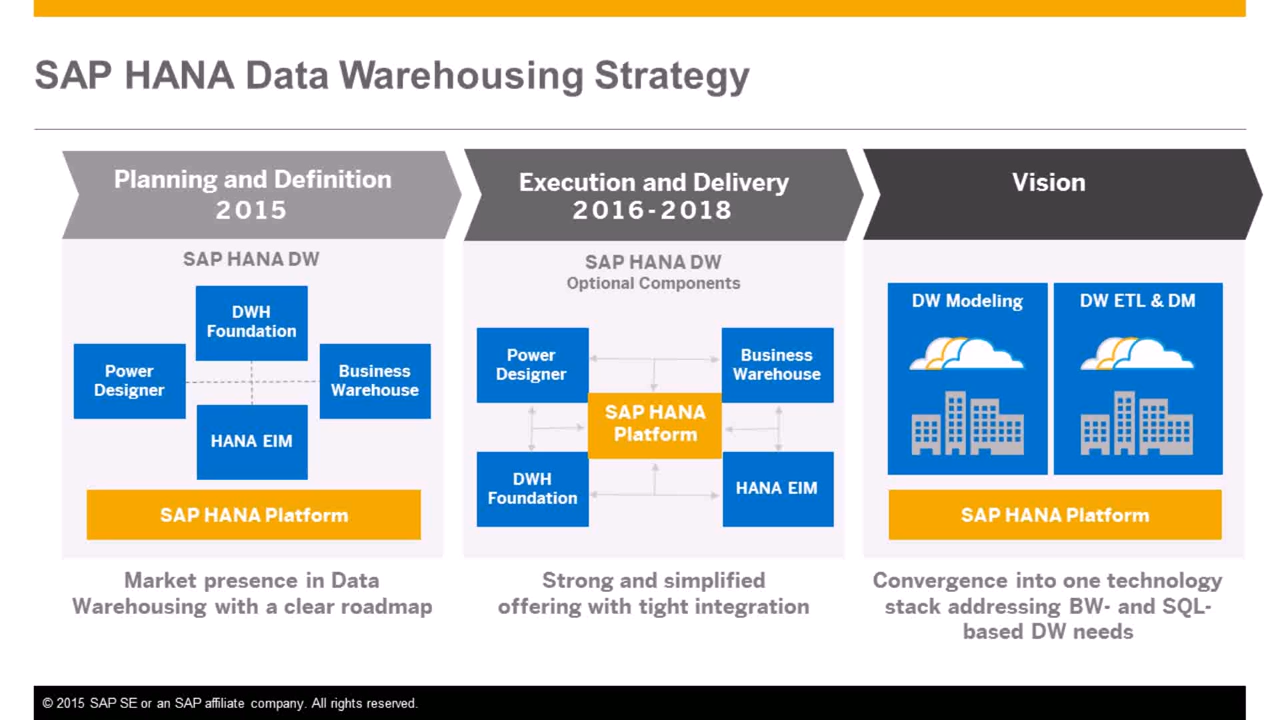 SAP HANA Data Warehousing Strategy
Planning and Definition
2015
SAP HANA DW
DWH
Foundation
Power
Designer
Business
Warehouse
HANA EIM
SAP HANA Platform
Market presence in Data
Warehousing with a clear roadmap
Execution and Delivery
2016-2018
SAP HANA DW
Optional Components
Power
Designer
Business
Warehouse
SAP HANA
Platform
DWH
Foundation
HANA EIM
Strong and simplified
offering with tight integration
Vision
DW Modeling
DW ETL & DM
SAP HANA Platform
Convergence into one technology
stack addressing BW- and SQL-
based DW needs
© 2015 SAP SE or an SAP affiliate company. All rights reserved.